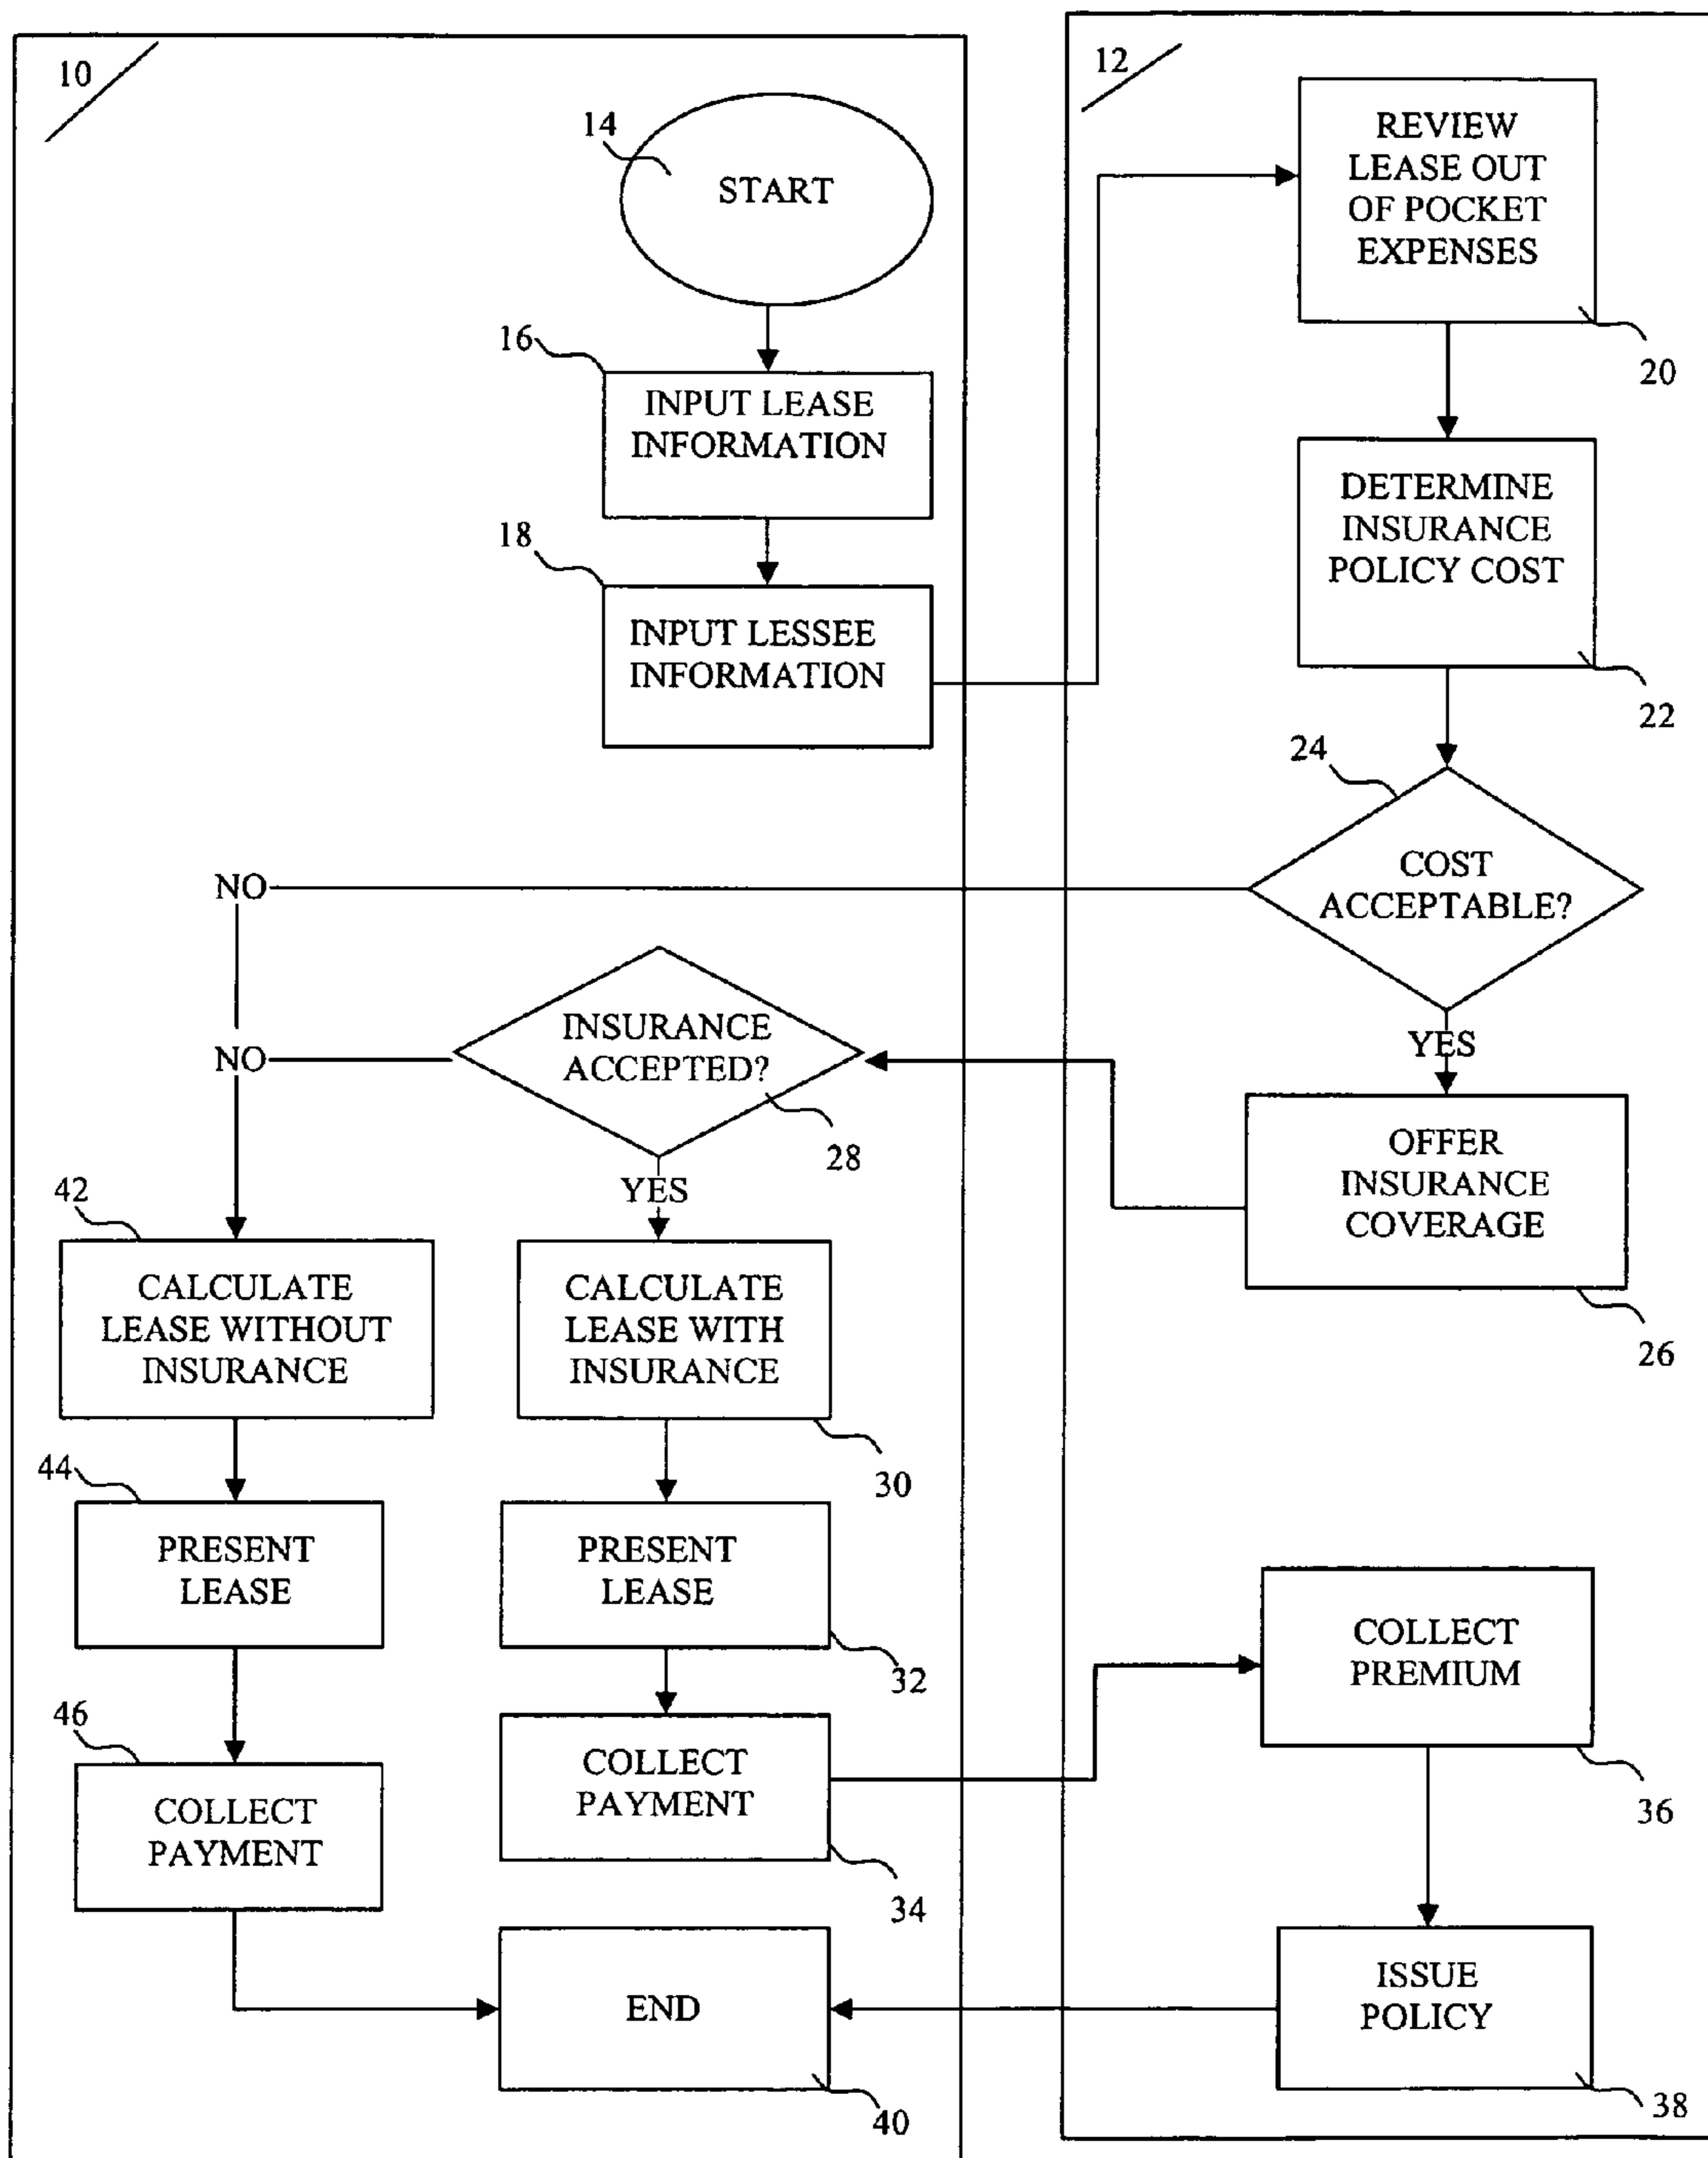 10
14
START
16
INPUT LEASE
INFORMATION
18
INPUT LESSEE
INFORMATION
12
REVIEW
LEASE OUT
OF POCKET
EXPENSES
20
DETERMINE
INSURANCE
POLICY COST
22
24
COST
ACCEPTABLE?
NO
YES
OFFER
INSURANCE
COVERAGE
26
INSURANCE
ACCEPTED?
28
NO
YES
42
CALCULATE
LEASE WITHOUT
INSURANCE
CALCULATE
LEASE WITH
INSURANCE
30
44
PRESENT
LEASE
PRESENT
LEASE
32
46
COLLECT
PAYMENT
COLLECT
PAYMENT
34
COLLECT
PREMIUM
36
ISSUE
POLICY
38
END
40